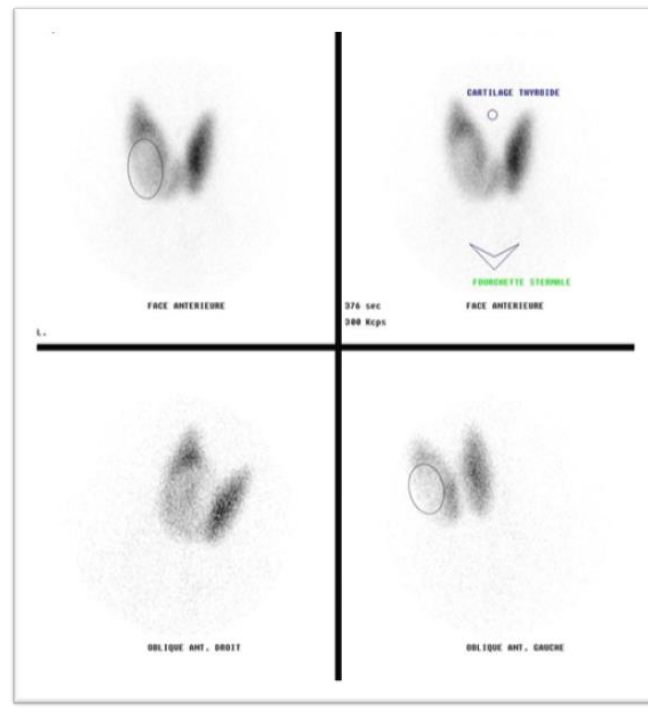 CARTILAGE THYROIDE
FOURCHETTE STERNALE
FACE ANTERIEURE
376 sec
FACE ANTERIEURE
300 Kcps
L.
OBLIQUE ANT. DROIT
OBLIQUE ANT. GAUCHE